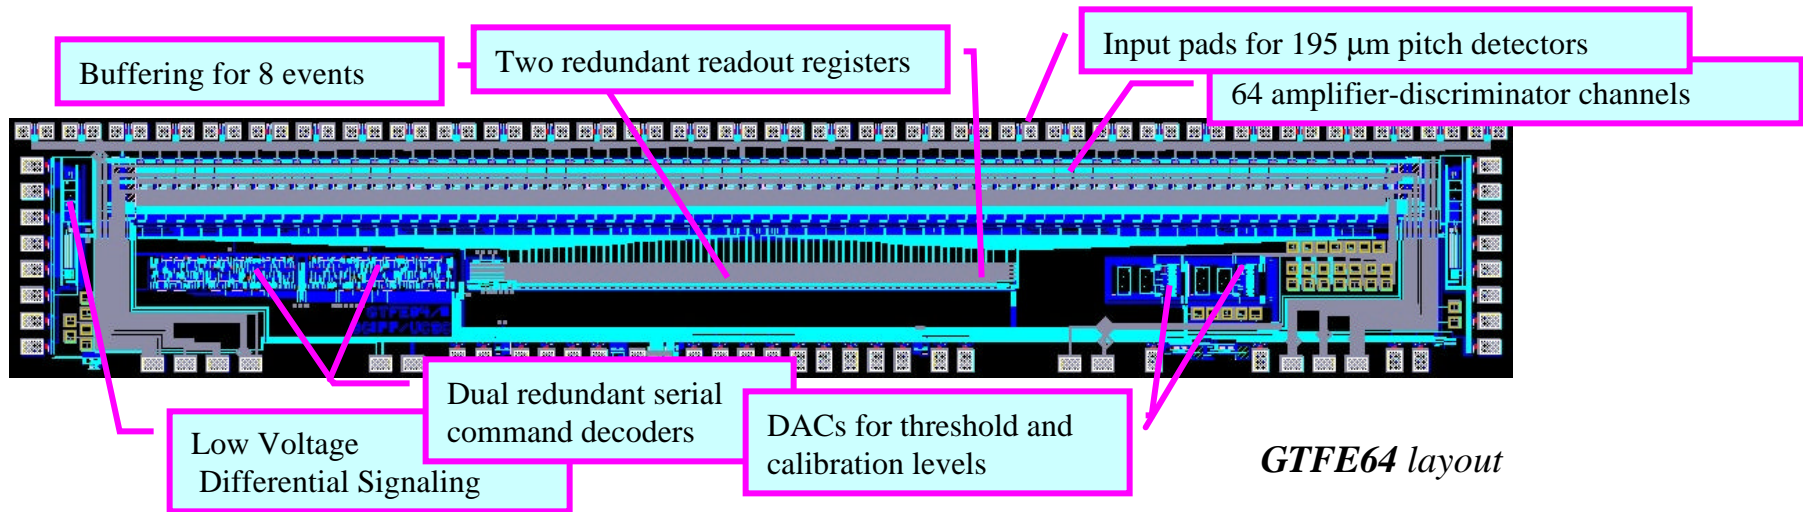 Buffering for 8 events
Two redundant readout registers
Input pads for 195 μm pitch detectors
64 amplifier-discriminator channels
GTFE64/
Dual redundant serial
command decoders
Low Voltage
Differential Signaling
DACs for threshold and
calibration levels
GTFE64 layout